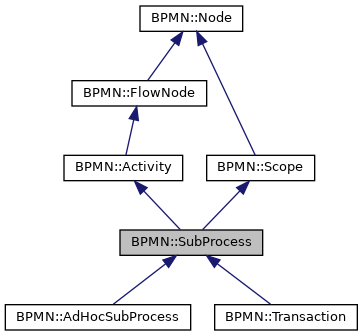 BPMN::Node
BPMN::FlowNode
BPMN::Activity
BPMN::Scope
BPMN::SubProcess
BPMN::AdHocSubProcess
BPMN::Transaction